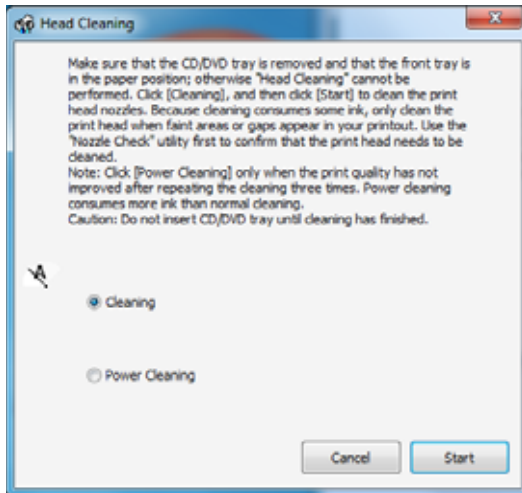 Head Cleaning
Make sure that the CD/DVD tray is removed and that the front tray is
in the paper position; otherwise "Head Cleaning" cannot be
performed. Click [Cleaning], and then click [Start] to clean the print
head nozzles. Because cleaning consumes some ink, only clean the
print head when faint areas or gaps appear in your printout. Use the
"Nozzle Check" utility first to confirm that the print head needs to be
cleaned.
Note: Click [Power Cleaning] only when the print quality has not
improved after repeating the cleaning three times. Power cleaning
consumes more ink than normal cleaning.
Caution: Do not insert CD/DVD tray until cleaning has finished.
A
Cleaning
Power Cleaning
Cancel
Start